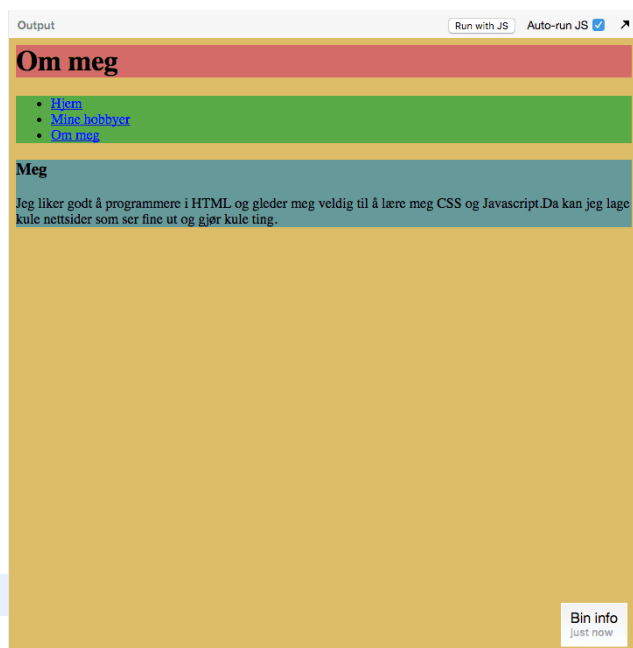 Output Run with JS Auto-run JS
Om meg
Hjem
Mine hobbyer
Om meg
Meg
Jeg liker godt å programmere i HTML og gleder meg veldig til å lære meg CSS og Javascript.Da kan jeg lage
kule nettsider som ser fine ut og gjør kule ting.
Bin info
just now